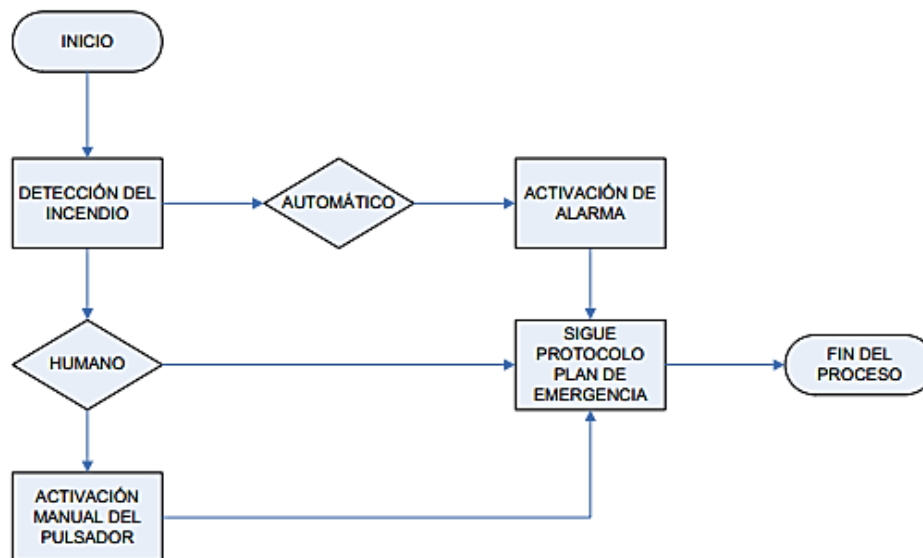 INICIO
DETECCIÓN DEL
INCENDIO
AUTOMÁTICO
ACTIVACIÓN DE
ALARMA
HUMANO
SIGUE
PROTOCOLO
PLAN DE
EMERGENCIA
FIN DEL
PROCESO
ACTIVACIÓN
MANUAL DEL
PULSADOR